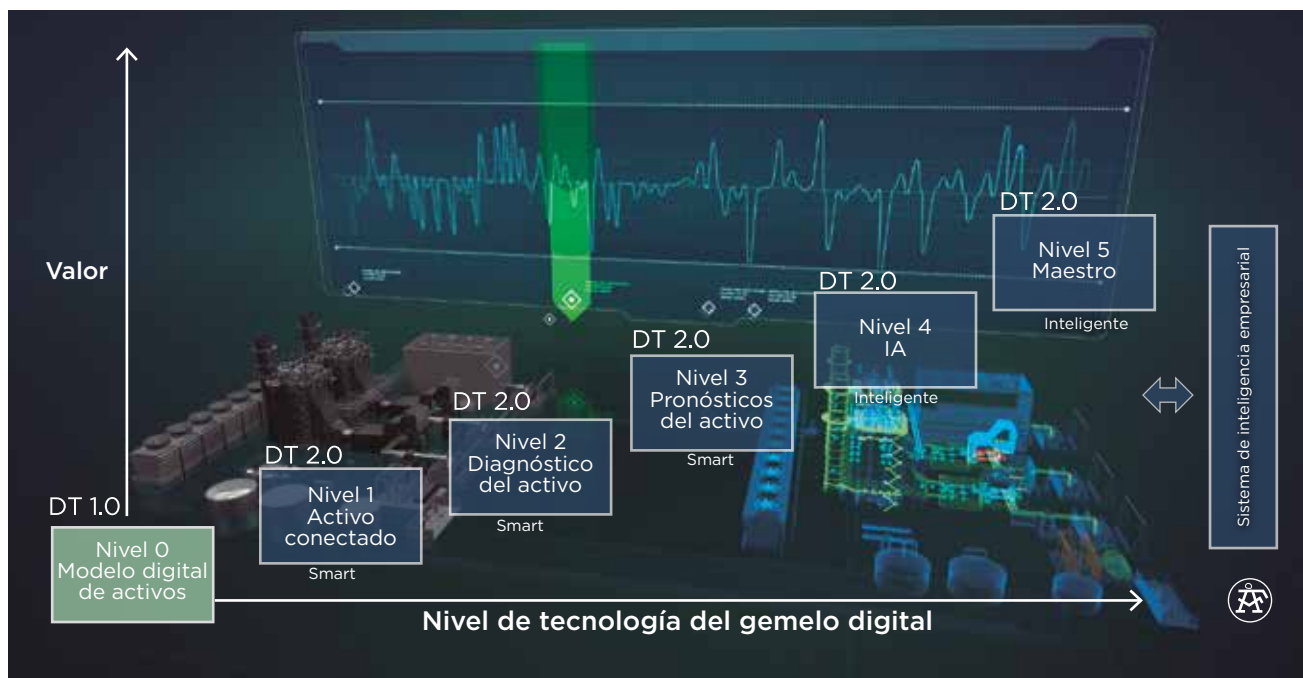 Valor
DT 1.0
Nivel 0
Modelo digital
de activos
DT 2.0
Nivel 1
Activo
conectado
Smart
DT 2.0
Nivel 2
Diagnóstico
del activo
Smart
DT 2.0
Nivel 3
Pronósticos
del activo
Smart
DT 2.0
Nivel 4
IA
Inteligente
DT 2.0
Nivel 5
Maestro
Inteligente
Sistema de inteligencia empresarial
Nivel de tecnología del gemelo digital